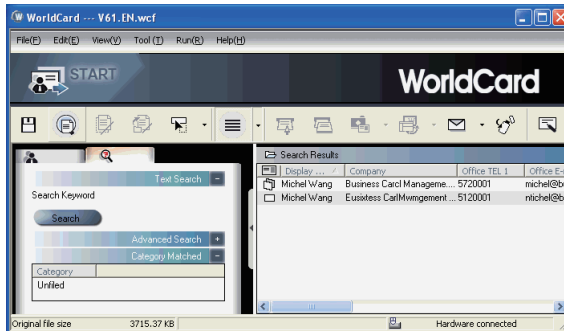 WorldCard --- V61.EN.wcf
File(F) Edit(E) View(V) Tool (T) Run(R) Help(H)
START
WorldCard
Search Results
Display ... Company Office TEL 1 Office E-
Michel Wang Business Carcl Manageme.... 5720001 michel@b
Michel Wang Eusixtess CarlMwmgement ... 5120001 ntichel@b
Text Search
Search Keyword
Search
Advanced Search
Category Matched
Category
Unfiled
Original file size 3715.37 KB Hardware connected